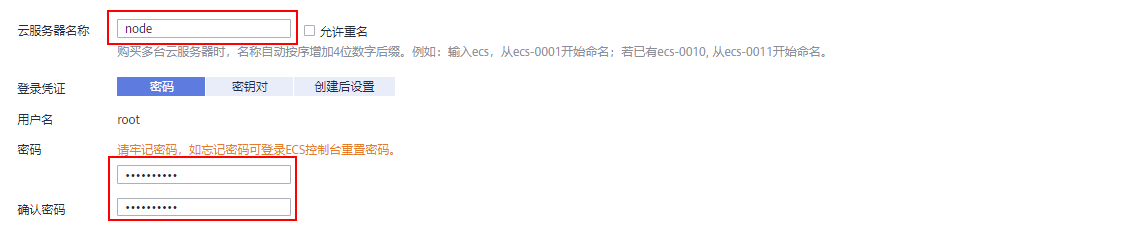 云服务器名称 node 允许重名
购买多台云服务器时，名称自动按序增加4位数字后缀。例如：输入ecs，从ecs-0001开始命名；若已有ecs-0010, 从ecs-0011开始命名。
登录凭证 密码 密钥对 创建后设置
用户名 root
密码 请牢记密码，如忘记密码可登录ECS控制台重置密码。
••••••••••
确认密码 ••••••••••